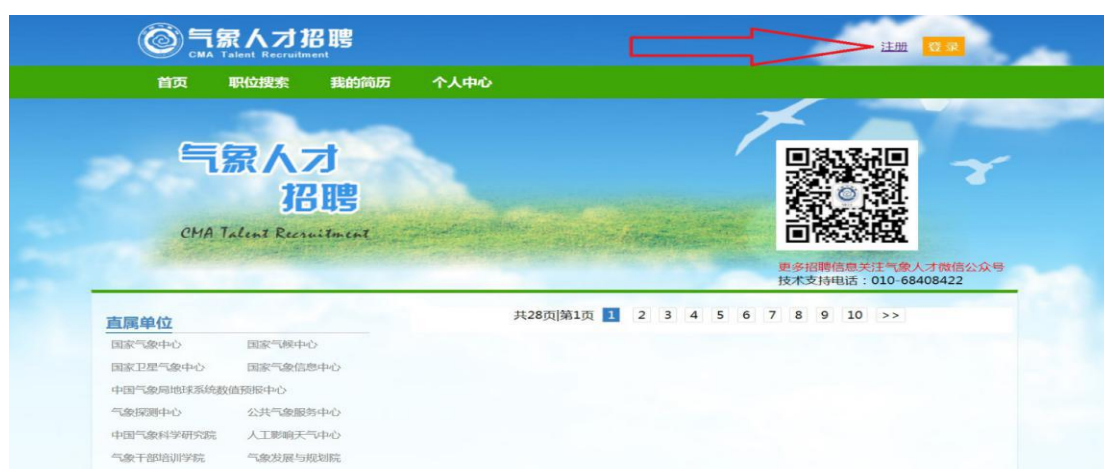 气象人才招聘
CMA Talent Recruitment
注册 登录
首页 职位搜索 我的简历 个人中心
气象人才
招聘
CMA Talent Recruitment
更多招聘信息关注气象人才微信公众号
技术支持电话：010-68408422
直属单位
共28页|第1页 1 2 3 4 5 6 7 8 9 10 >>
国家气象中心 国家气候中心
国家卫星气象中心 国家气象信息中心
中国气象局地球系统数值预报中心
气象探测中心 公共气象服务中心
中国气象科学研究院 人工影响天气中心
气象干部培训学院 气象发展与规划院